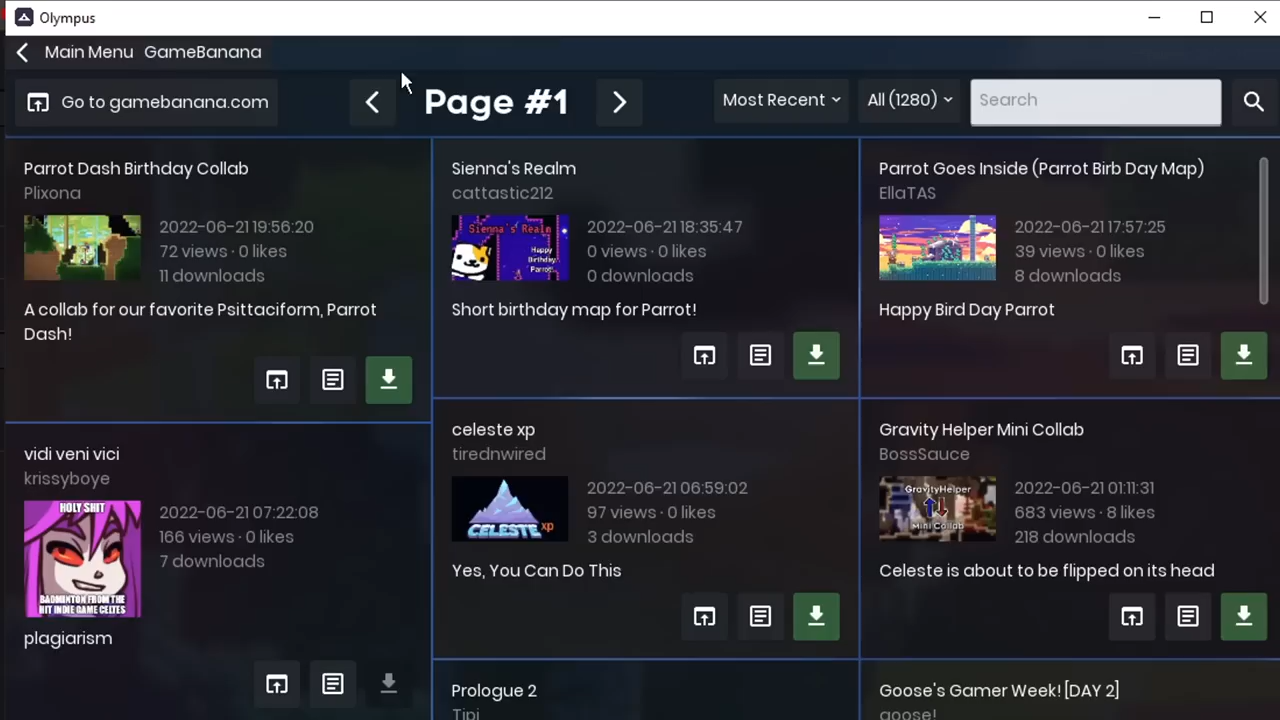 Olympus
Main Menu GameBanana
Go to gamebanana.com
Page #1
Most Recent
All (1280)
Search
Parrot Dash Birthday Collab
Plixona
2022-06-21 19:56:20
72 views · 0 likes
11 downloads
A collab for our favorite Psittaciform, Parrot
Dash!
Sienna's Realm
cattastic212
Sienna's Realm
Happy
Birthday,
Parrot!
2022-06-21 18:35:47
0 views · 0 likes
0 downloads
Short birthday map for Parrot!
Parrot Goes Inside (Parrot Birb Day Map)
EllaTAS
2022-06-21 17:57:25
39 views · 0 likes
8 downloads
Happy Bird Day Parrot
vidi veni vici
krissyboye
HOLY SHIT
BADMINTON FROM THE
HIT INDIE GAME CELTES
2022-06-21 07:22:08
166 views · 0 likes
7 downloads
plagiarism
celeste xp
tirednwired
CELESTE xp
2022-06-21 06:59:02
97 views · 0 likes
3 downloads
Yes, You Can Do This
Gravity Helper Mini Collab
BossSauce
GravityHelper
Mini Collab
2022-06-21 01:11:31
683 views · 8 likes
218 downloads
Celeste is about to be flipped on its head
Prologue 2
Tipi
Goose's Gamer Week! [DAY 2]
goose!